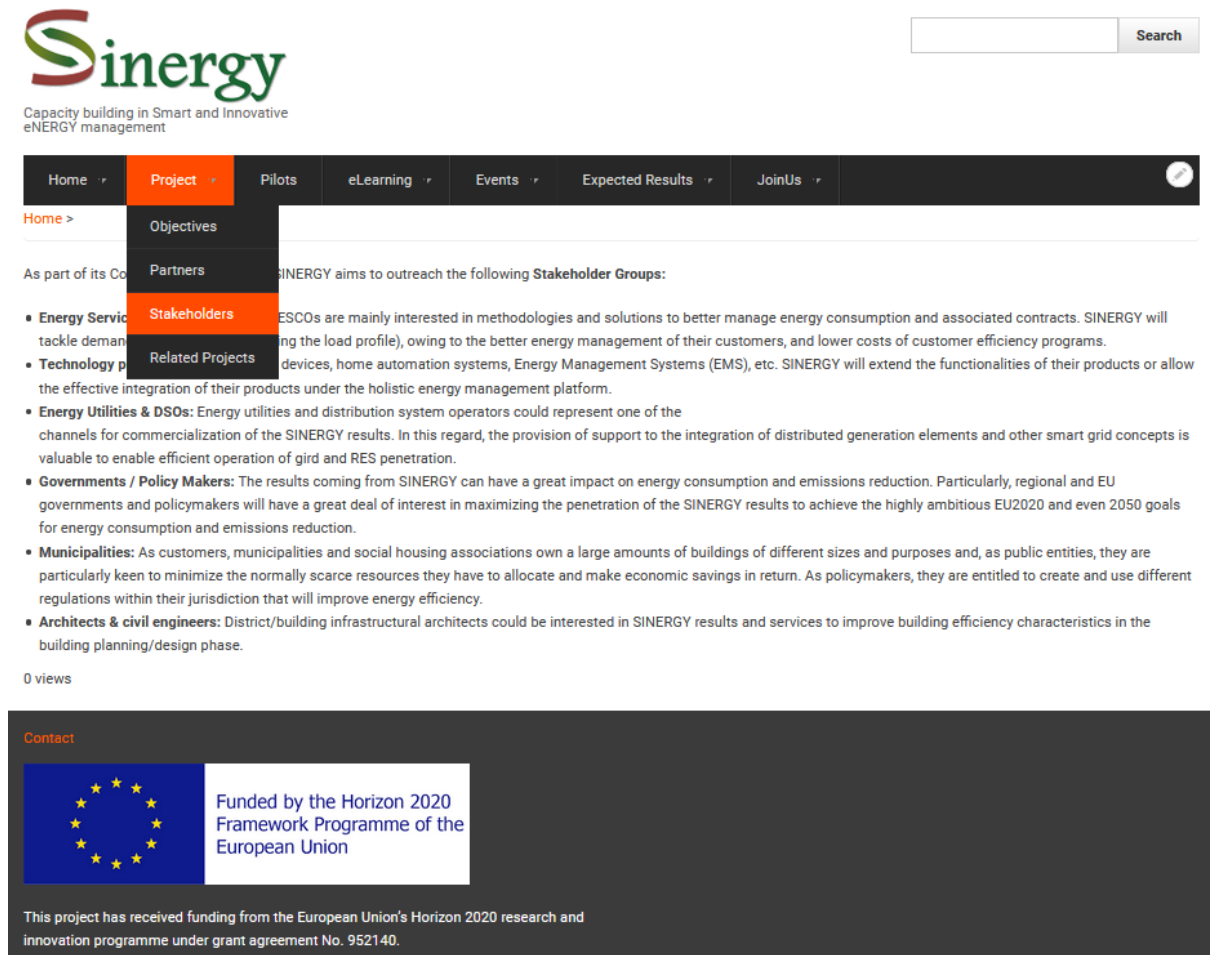 Sinergy
Search
Capacity building in Smart and Innovative
eNERGY management
Home Project Pilots eLearning Events Expected Results JoinUs
Home >
Objectives
Partners
Stakeholders
Related Projects
As part of its SINERGY aims to outreach the following Stakeholder Groups:
• Energy ESCOs are mainly interested in methodologies and solutions to better manage energy consumption and associated contracts. SINERGY will
tackle the load profile), owing to the better energy management of their customers, and lower costs of customer efficiency programs.
• Technology devices, home automation systems, Energy Management Systems (EMS), etc. SINERGY will extend the functionalities of their products or allow
the effective integration of their products under the holistic energy management platform.
• Energy Utilities & DSOs: Energy utilities and distribution system operators could represent one of the
channels for commercialization of the SINERGY results. In this regard, the provision of support to the integration of distributed generation elements and other smart grid concepts is
valuable to enable efficient operation of gird and RES penetration.
• Governments / Policy Makers: The results coming from SINERGY can have a great impact on energy consumption and emissions reduction. Particularly, regional and EU
governments and policymakers will have a great deal of interest in maximizing the penetration of the SINERGY results to achieve the highly ambitious EU2020 and even 2050 goals
for energy consumption and emissions reduction.
• Municipalities: As customers, municipalities and social housing associations own a large amounts of buildings of different sizes and purposes and, as public entities, they are
particularly keen to minimize the normally scarce resources they have to allocate and make economic savings in return. As policymakers, they are entitled to create and use different
regulations within their jurisdiction that will improve energy efficiency.
• Architects & civil engineers: District/building infrastructural architects could be interested in SINERGY results and services to improve building efficiency characteristics in the
building planning/design phase.
0 views
Contact
Funded by the Horizon 2020
Framework Programme of the
European Union
This project has received funding from the European Union's Horizon 2020 research and
innovation programme under grant agreement No. 952140.